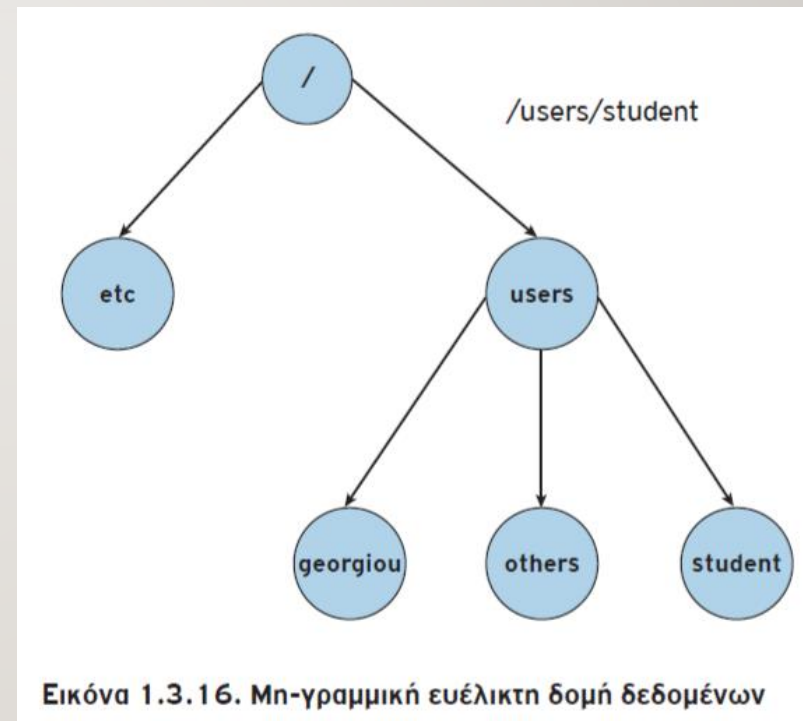 /
/users/student
etc
users
georgiou
others
student
Εικόνα 1.3.16. Μη-γραμμική ευέλικτη δομή δεδομένων